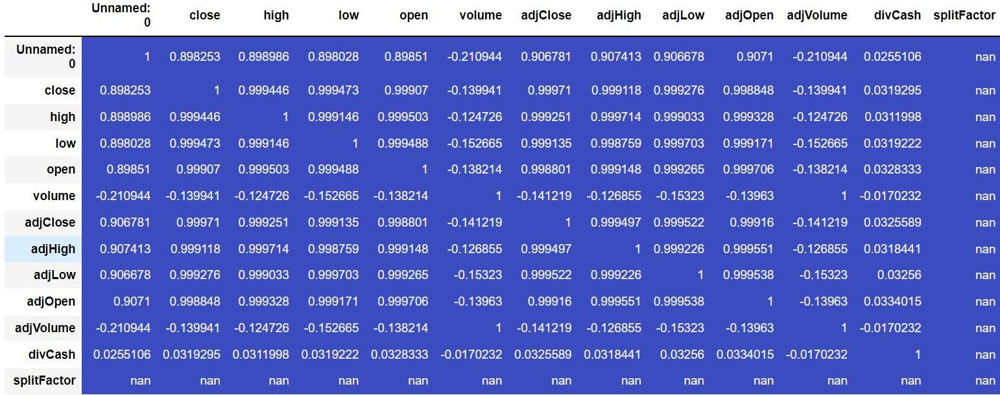 Unnamed: 0 close high low open volume adjClose adjHigh adjLow adjOpen adjVolume divCash splitFactor
Unnamed: 0 1 0.898253 0.898986 0.898028 0.89851 -0.210944 0.906781 0.907413 0.906678 0.9071 -0.210944 0.0255106 nan
close 0.898253 1 0.999446 0.999473 0.99907 -0.139941 0.99971 0.999118 0.999276 0.998848 -0.139941 0.0319295 nan
high 0.898986 0.999446 1 0.999146 0.999503 -0.124726 0.999251 0.999714 0.999033 0.999328 -0.124726 0.0311998 nan
low 0.898028 0.999473 0.999146 1 0.999488 -0.152665 0.999135 0.998759 0.999703 0.999171 -0.152665 0.0319222 nan
open 0.89851 0.99907 0.999503 0.999488 1 -0.138214 0.998801 0.999148 0.999265 0.999706 -0.138214 0.0328333 nan
volume -0.210944 -0.139941 -0.124726 -0.152665 -0.138214 1 -0.141219 -0.126855 -0.15323 -0.13963 1 -0.0170232 nan
adjClose 0.906781 0.99971 0.999251 0.999135 0.998801 -0.141219 1 0.999497 0.999522 0.99916 -0.141219 0.0325589 nan
adjHigh 0.907413 0.999118 0.999714 0.998759 0.999148 -0.126855 0.999497 1 0.999226 0.999551 -0.126855 0.0318441 nan
adjLow 0.906678 0.999276 0.999033 0.999703 0.999265 -0.15323 0.999522 0.999226 1 0.999538 -0.15323 0.03256 nan
adjOpen 0.9071 0.998848 0.999328 0.999171 0.999706 -0.13963 0.99916 0.999551 0.999538 1 -0.13963 0.0334015 nan
adjVolume -0.210944 -0.139941 -0.124726 -0.152665 -0.138214 1 -0.141219 -0.126855 -0.15323 -0.13963 1 -0.0170232 nan
divCash 0.0255106 0.0319295 0.0311998 0.0319222 0.0328333 -0.0170232 0.0325589 0.0318441 0.03256 0.0334015 -0.0170232 1 nan
splitFactor nan nan nan nan nan nan nan nan nan nan nan nan nan